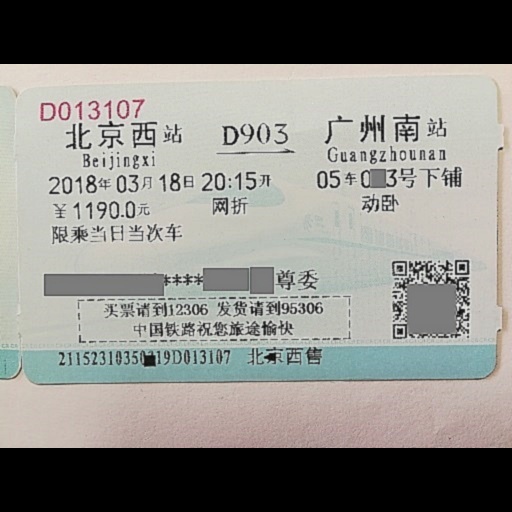 D013107
北京西站 D903 广州南站
Beijingxi Guangzhounan
2018年03月18日 20:15开 05车0 3号下铺
￥1190.0元 网折 动卧
限乘当日当次车
**** 尊委
买票请到12306 发货请到95306
中国铁路祝您旅途愉快
21152310350 19D013107 北京西售